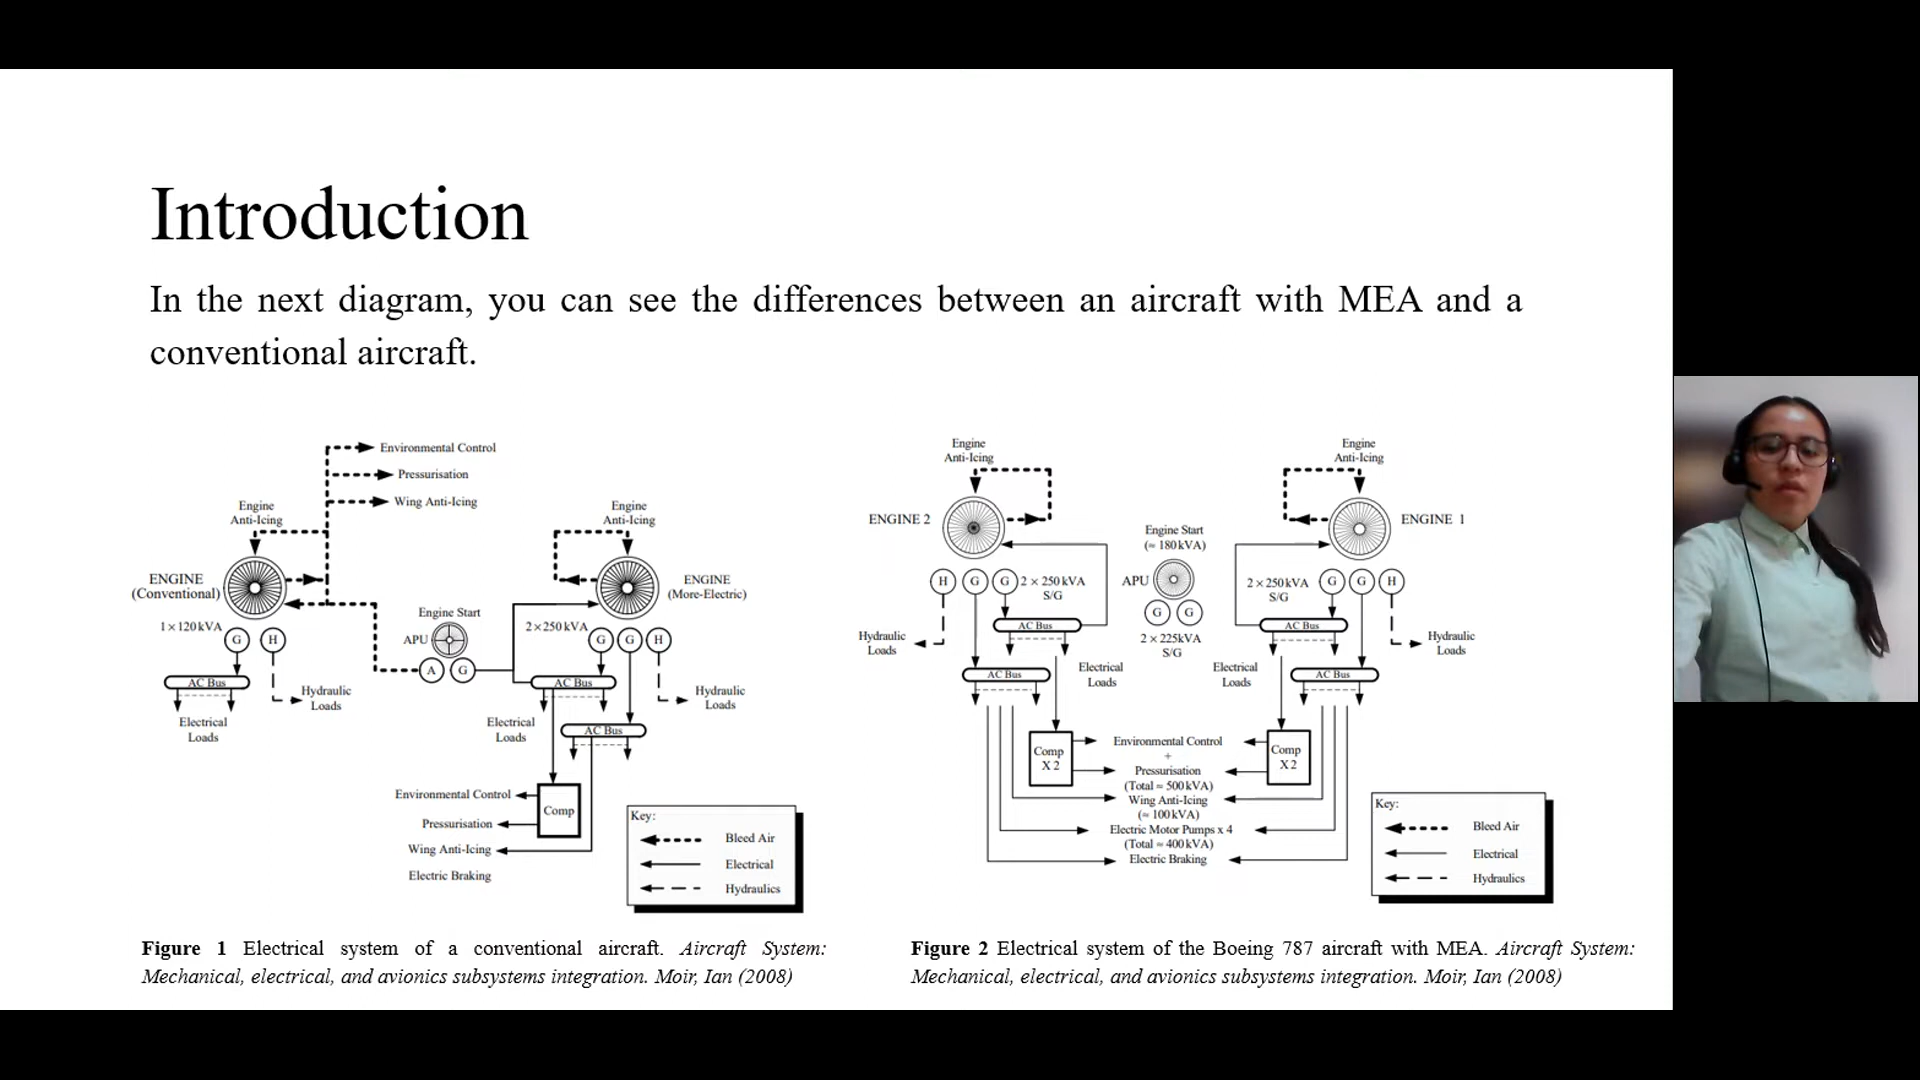 Introduction
In the next diagram, you can see the differences between an aircraft with MEA and a
conventional aircraft.
Environmental Control
Pressurisation
Wing Anti-Icing
Engine
Anti-Icing
ENGINE
(Conventional)
1 × 120 kVA
G
H
AC Bus
Electrical
Loads
Hydraulic
Loads
Engine Start
APU
A
G
Engine
Anti-Icing
ENGINE
(More-Electric)
2 × 250 kVA
G
G
H
AC Bus
Electrical
Loads
AC Bus
Hydraulic
Loads
Environmental Control
Pressurisation
Comp
Wing Anti-Icing
Electric Braking
Key:
Bleed Air
Electrical
Hydraulics
Figure 1 Electrical system of a conventional aircraft. Aircraft System:
Mechanical, electrical, and avionics subsystems integration. Moir, Ian (2008)
Engine
Anti-Icing
ENGINE 2
H
G
G
2 × 250 kVA
S/G
AC Bus
Hydraulic
Loads
AC Bus
Electrical
Loads
Engine Start
(≈ 180 kVA)
APU
G
G
2 × 225kVA
S/G
Engine
Anti-Icing
ENGINE 1
2 × 250 kVA
S/G
G
G
H
AC Bus
Electrical
Loads
AC Bus
Hydraulic
Loads
Comp
X 2
Environmental Control
+
Pressurisation
(Total ≈ 500 kVA)
Wing Anti-Icing
(≈ 100 kVA)
Electric Motor Pumps x 4
(Total ≈ 400 kVA)
Electric Braking
Comp
X 2
Key:
Bleed Air
Electrical
Hydraulics
Figure 2 Electrical system of the Boeing 787 aircraft with MEA. Aircraft System:
Mechanical, electrical, and avionics subsystems integration. Moir, Ian (2008)